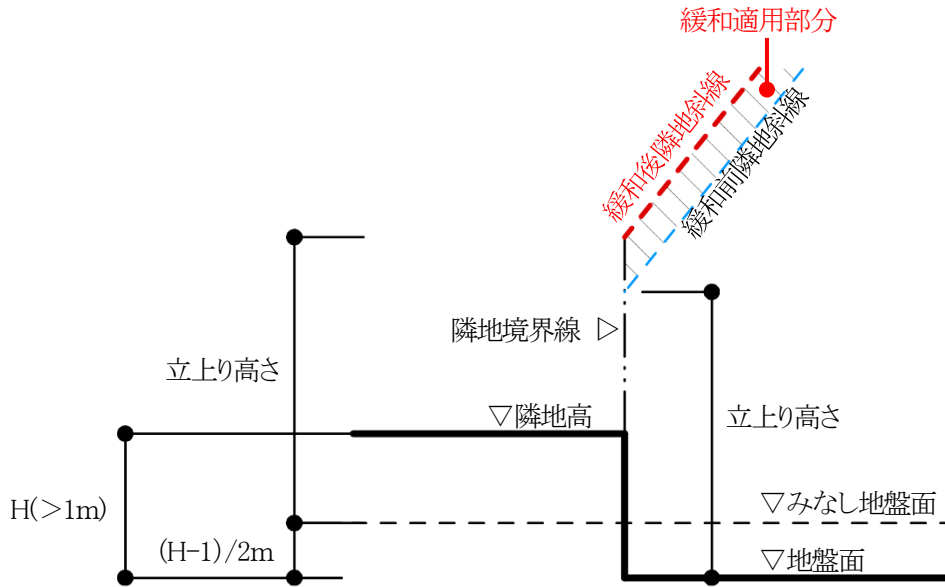 緩和適用部分
緩和後隣地斜線
緩和前隣地斜線
隣地境界線 ▷
立上り高さ
▽隣地高
立上り高さ
H(>1m)
▽みなし地盤面
(H-1)/2m
▽地盤面